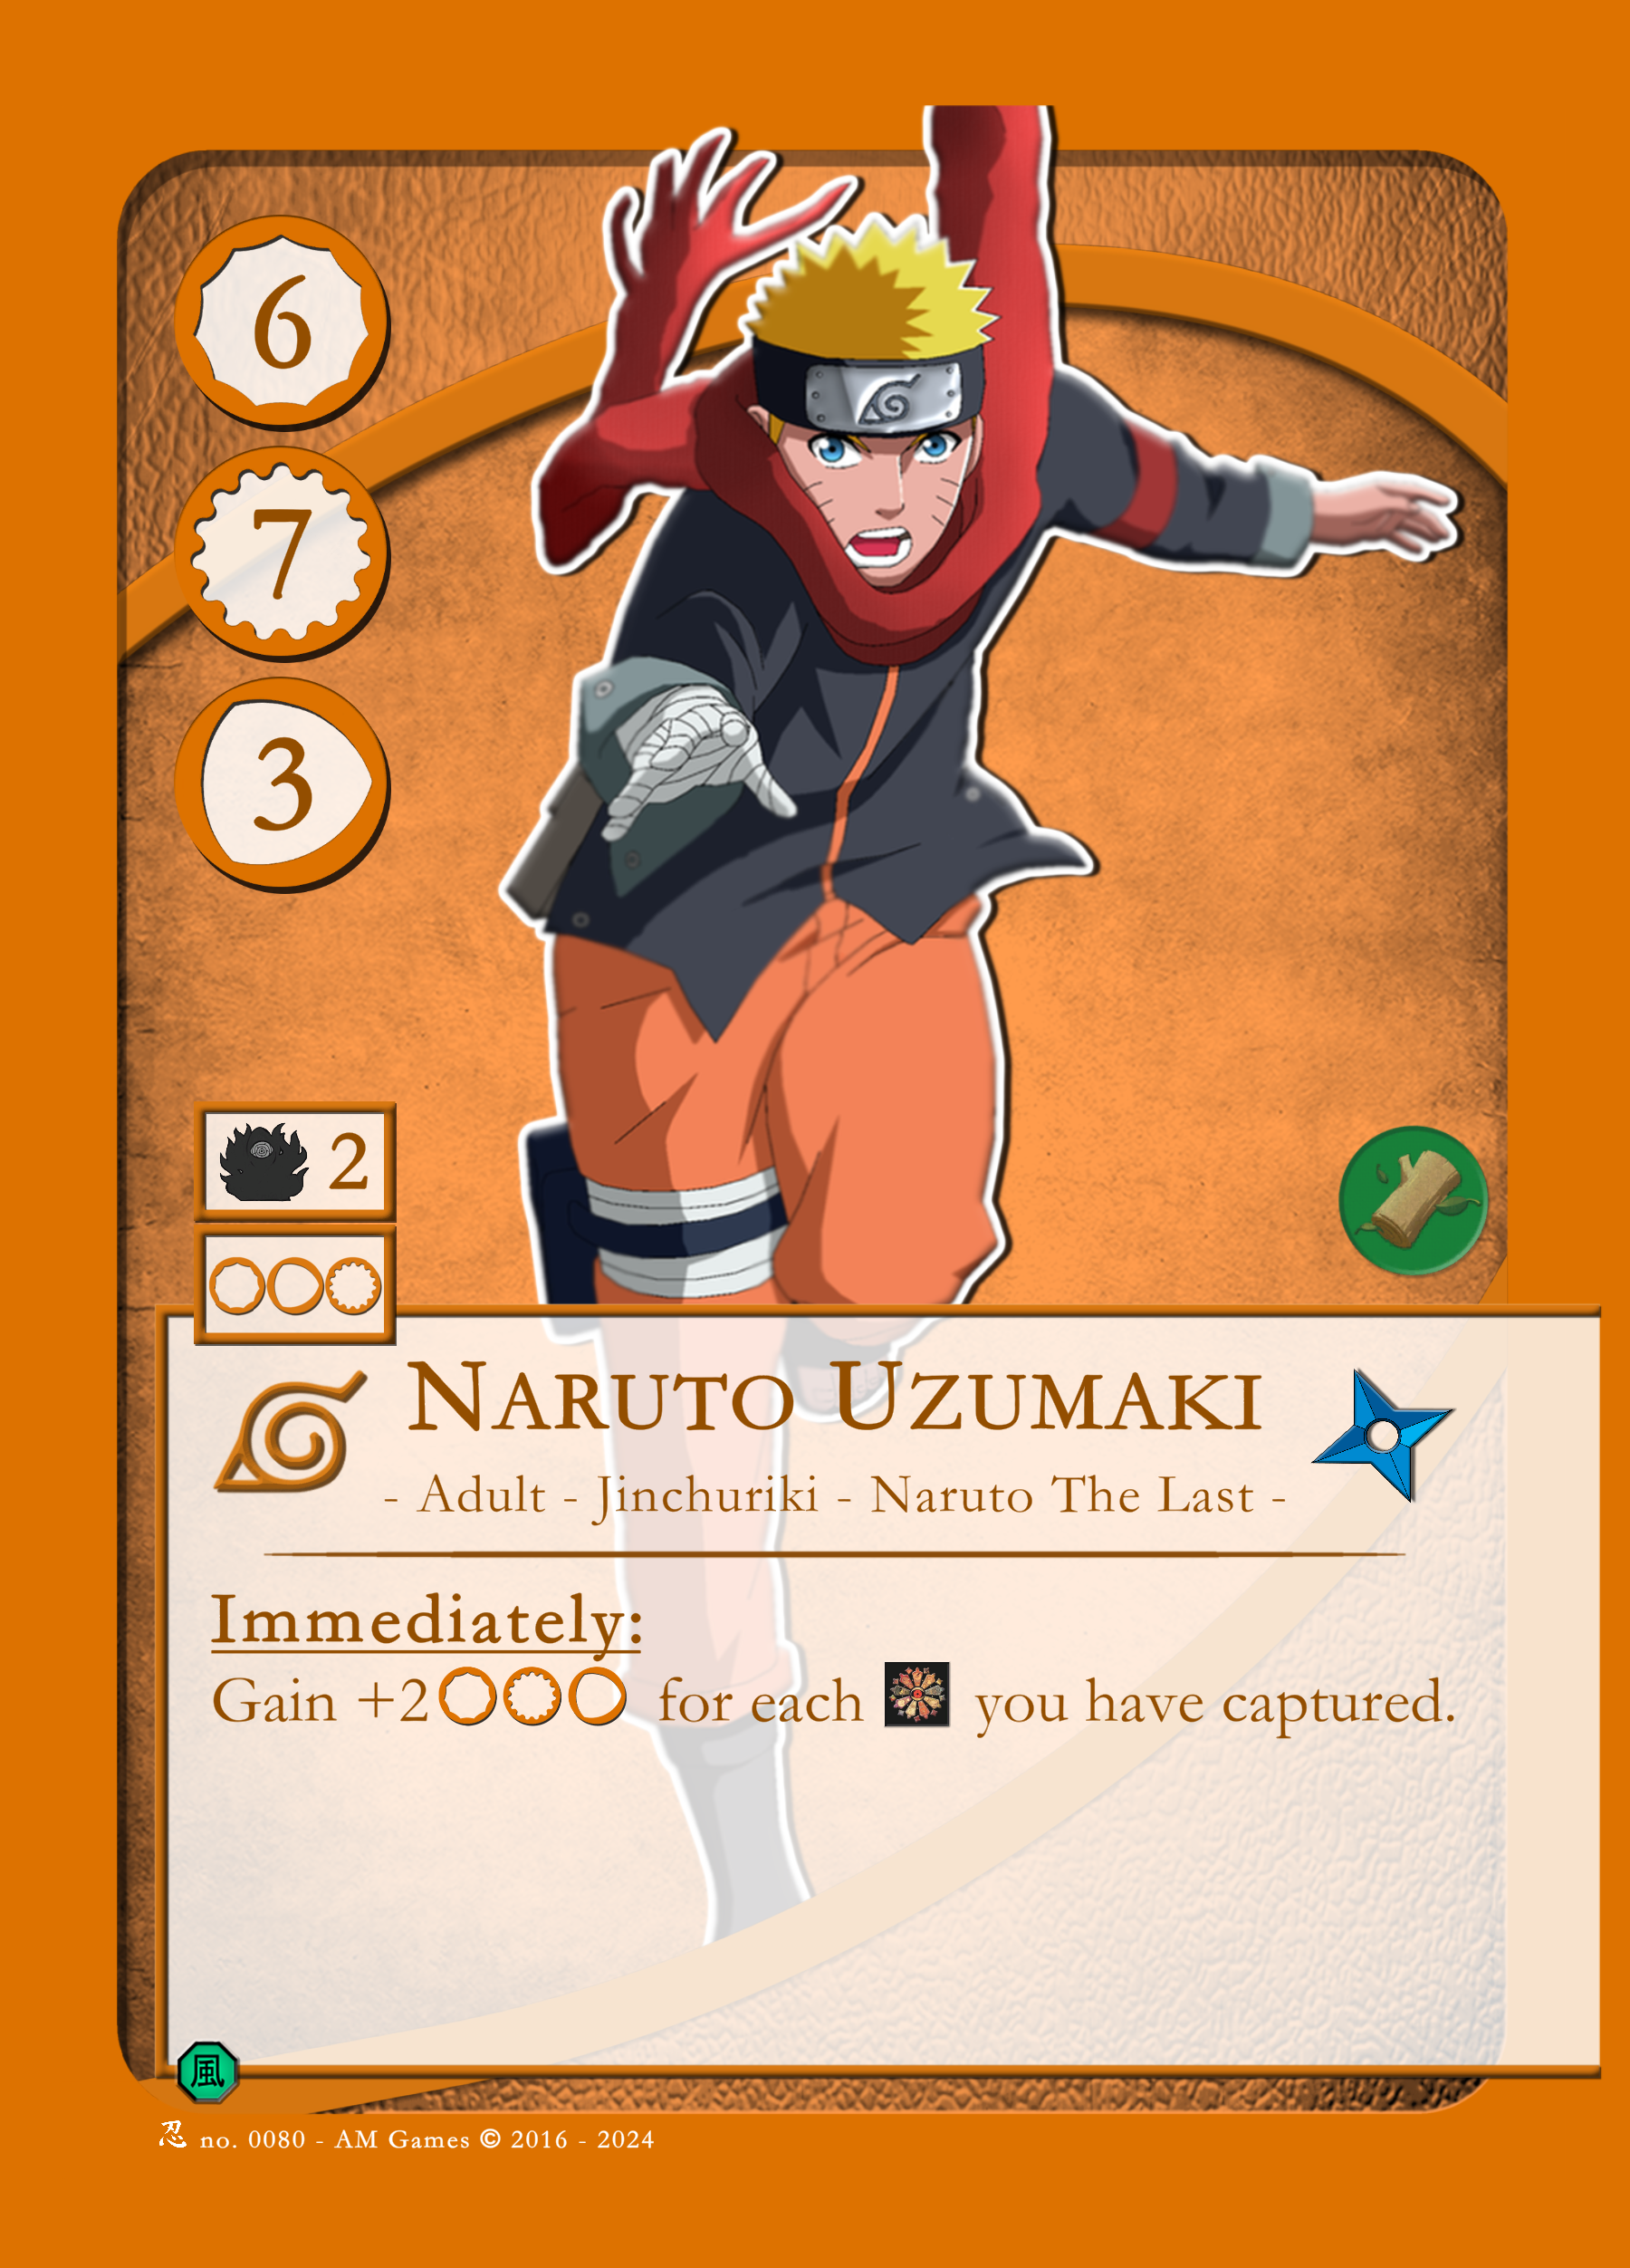 6
7
3
2
NARUTO UZUMAKI
- Adult - Jinchuriki - Naruto The Last -
Immediately:
Gain +2 for each you have captured.
風
忍 no. 0080 - AM Games © 2016 - 2024